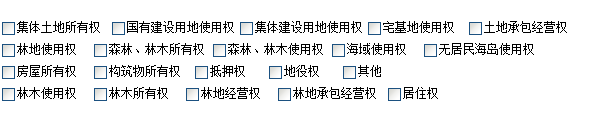 集体土地所有权 国有建设用地使用权 集体建设用地使用权 宅基地使用权 土地承包经营权
林地使用权 森林、林木所有权 森林、林木使用权 海域使用权 无居民海岛使用权
房屋所有权 构筑物所有权 抵押权 地役权 其他
林木使用权 林木所有权 林地经营权 林地承包经营权 居住权